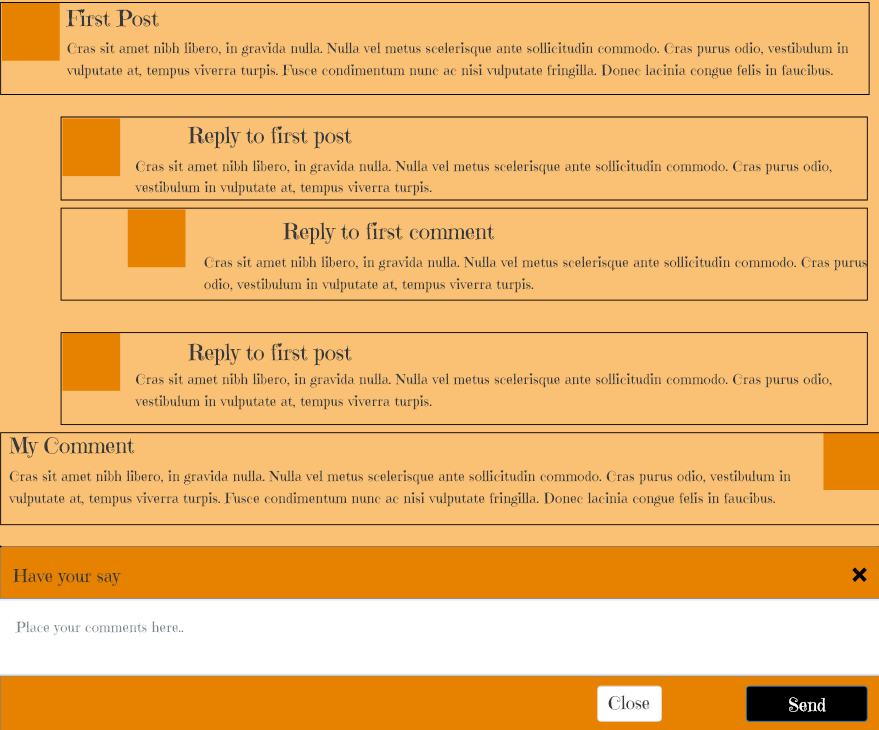 First Post
Cras sit amet nibh libero, in gravida nulla. Nulla vel metus scelerisque ante sollicitudin commodo. Cras purus odio, vestibulum in
vulputate at, tempus viverra turpis. Fusce condimentum nunc ac nisi vulputate fringilla. Donec lacinia congue felis in faucibus.
Reply to first post
Cras sit amet nibh libero, in gravida nulla. Nulla vel metus scelerisque ante sollicitudin commodo. Cras purus odio,
vestibulum in vulputate at, tempus viverra turpis.
Reply to first comment
Cras sit amet nibh libero, in gravida nulla. Nulla vel metus scelerisque ante sollicitudin commodo. Cras purus
odio, vestibulum in vulputate at, tempus viverra turpis.
Reply to first post
Cras sit amet nibh libero, in gravida nulla. Nulla vel metus scelerisque ante sollicitudin commodo. Cras purus odio,
vestibulum in vulputate at, tempus viverra turpis.
My Comment
Cras sit amet nibh libero, in gravida nulla. Nulla vel metus scelerisque ante sollicitudin commodo. Cras purus odio, vestibulum in
vulputate at, tempus viverra turpis. Fusce condimentum nunc ac nisi vulputate fringilla. Donec lacinia congue felis in faucibus.
Have your say
Place your comments here..
Close
Send